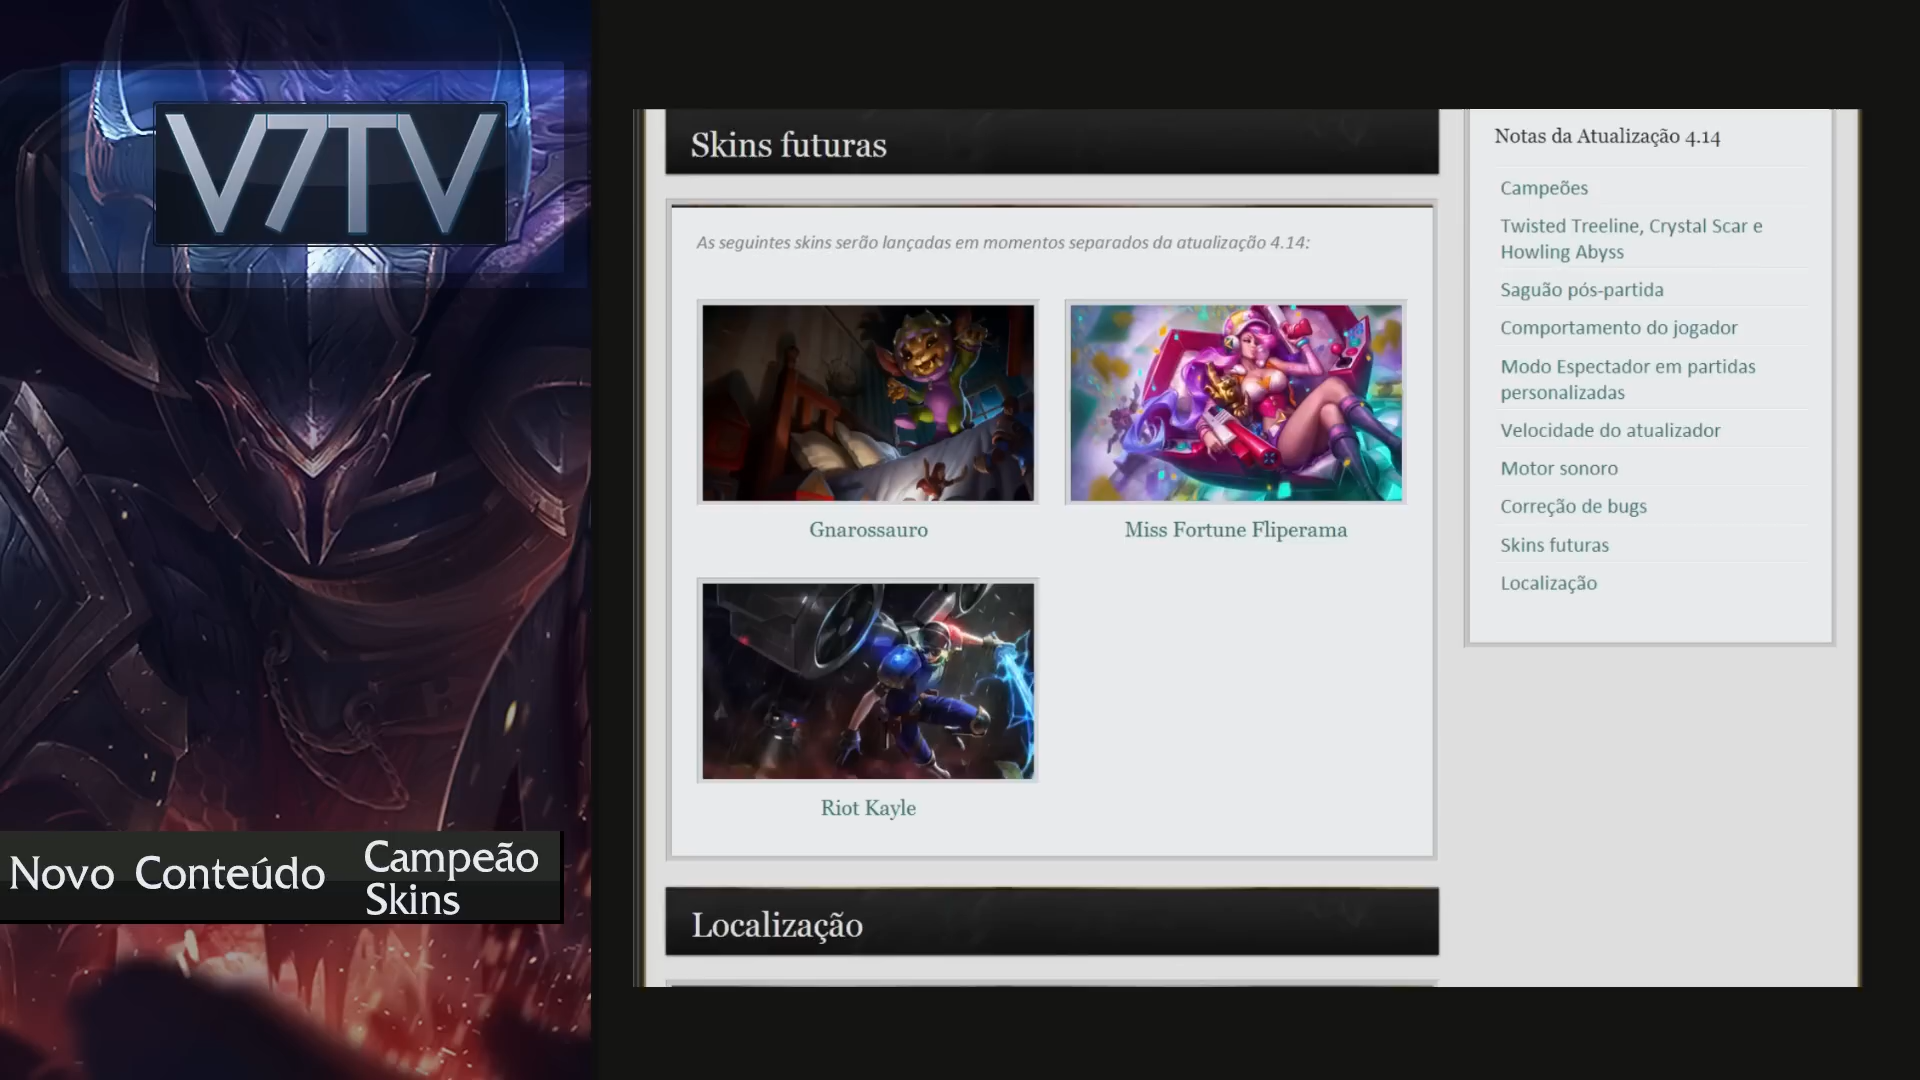 V7TV
Novo Conteúdo
Campeão
Skins
Skins futuras
As seguintes skins serão lançadas em momentos separados da atualização 4.14:
Gnarossauro
Miss Fortune Fliperama
Riot Kayle
Localização
Notas da Atualização 4.14
Campeões
Twisted Treeline, Crystal Scar e
Howling Abyss
Saguão pós-partida
Comportamento do jogador
Modo Espectador em partidas
personalizadas
Velocidade do atualizador
Motor sonoro
Correção de bugs
Skins futuras
Localização